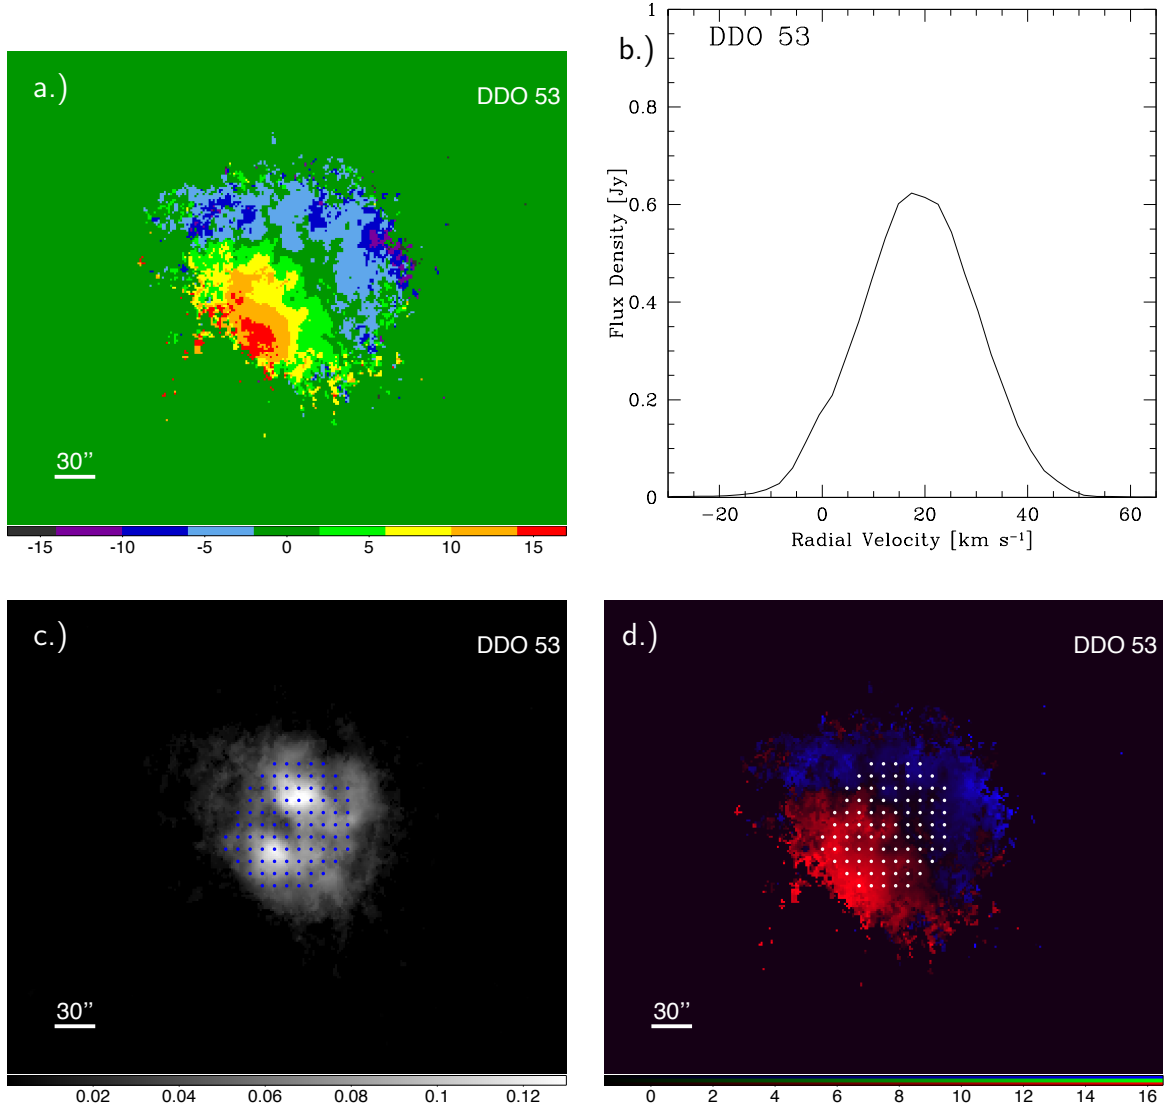 a.)
DDO 53
30’’
-15 -10 -5 0 5 10 15
b.)
DDO 53
1
0.8
0.6
0.4
0.2
0
Flux Density [Jy]
−20 0 20 40 60
Radial Velocity [km s⁻¹]
c.)
DDO 53
30’’
0.02 0.04 0.06 0.08 0.1 0.12
d.)
DDO 53
30’’
0 2 4 6 8 10 12 14 16